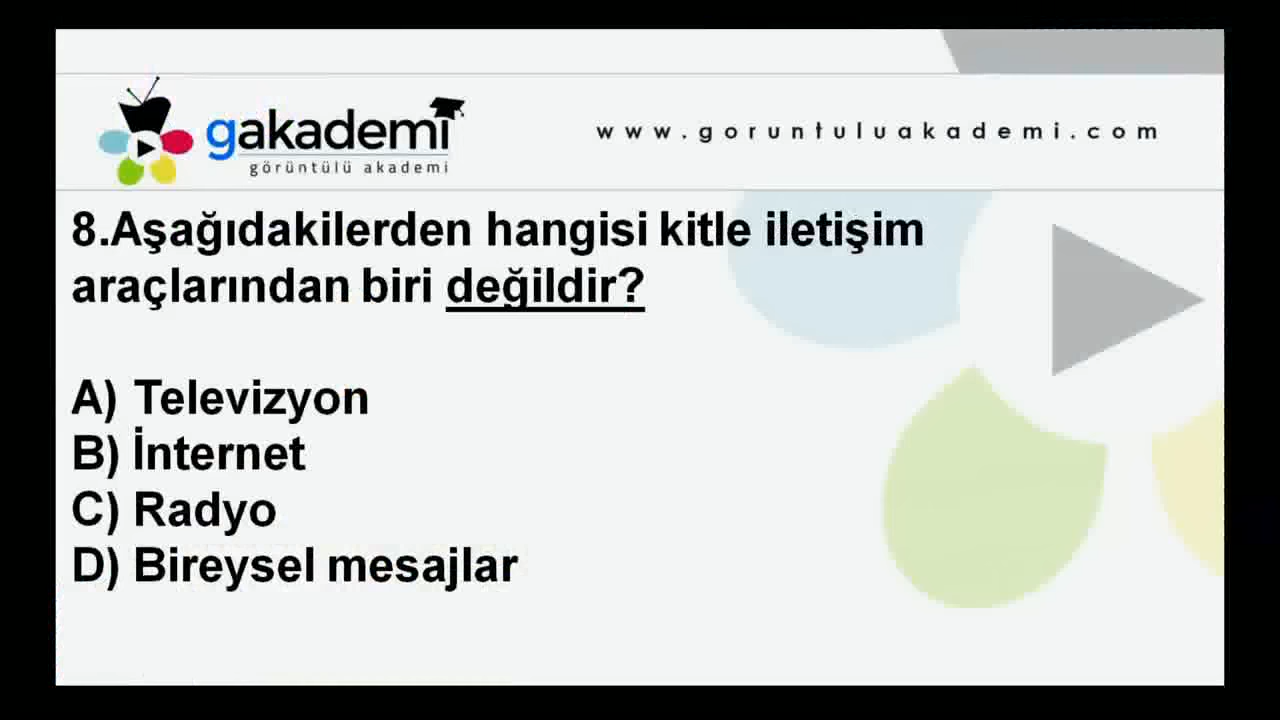 gakademi
görüntülü akademi
www.goruntuluakademi.com
8.Aşağıdakilerden hangisi kitle iletişim
araçlarından biri değildir?
A) Televizyon
B) İnternet
C) Radyo
D) Bireysel mesajlar